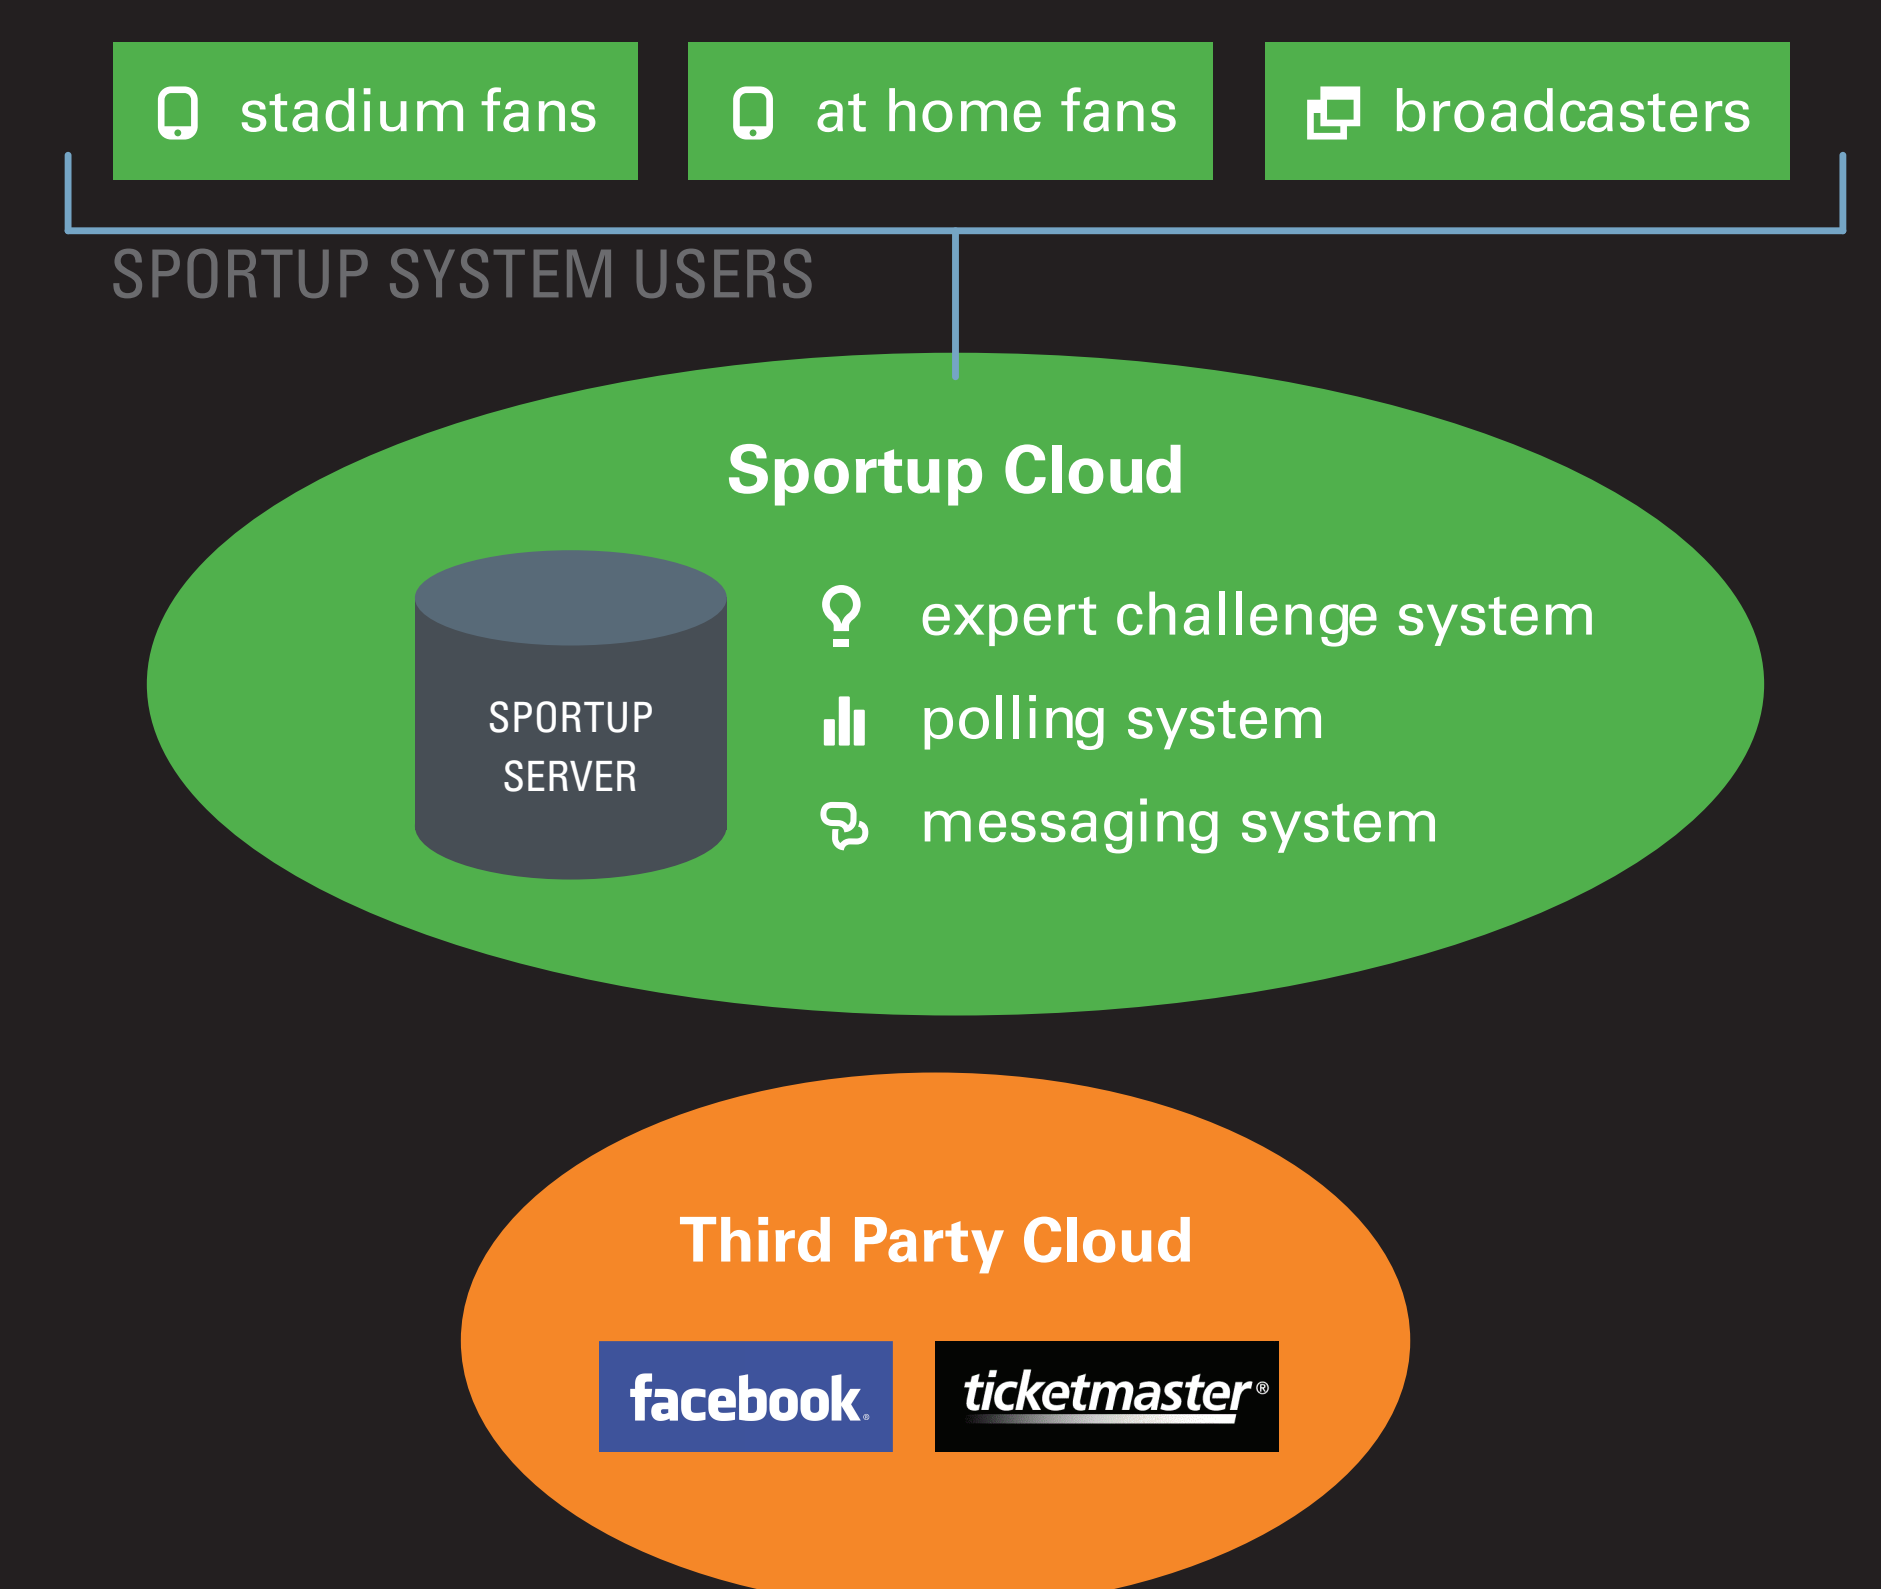 stadium fans
at home fans
broadcasters
SPORTUP SYSTEM USERS
Sportup Cloud
SPORTUP
SERVER
expert challenge system
polling system
messaging system
Third Party Cloud
facebook®
ticketmaster®